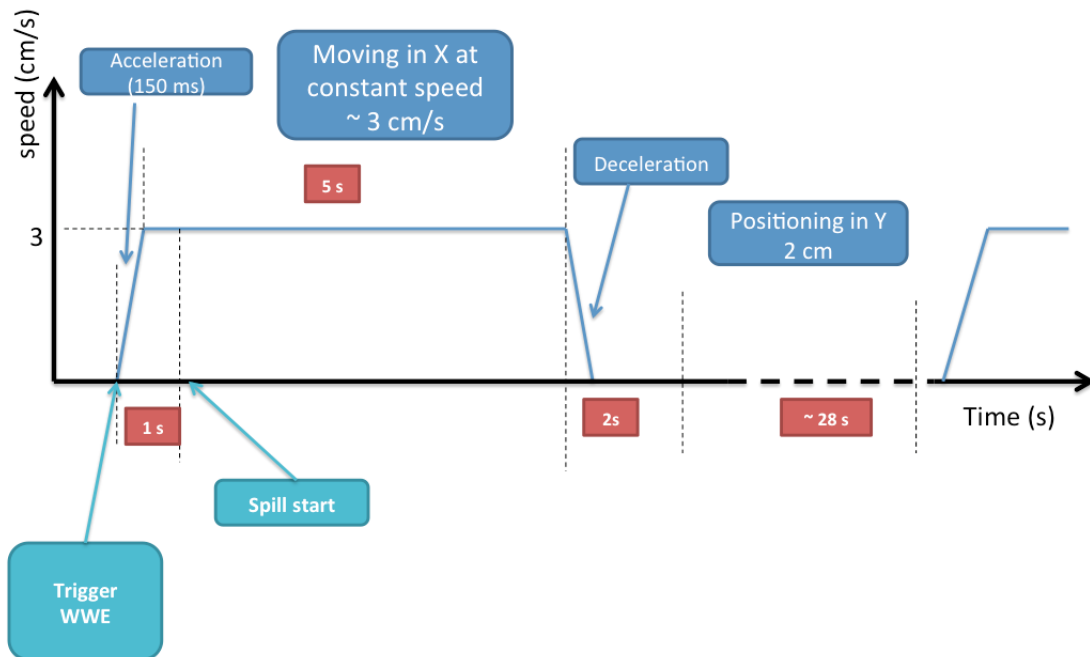 speed (cm/s)
Acceleration
(150 ms)
Moving in X at
constant speed
~ 3 cm/s
5 s
Deceleration
Positioning in Y
2 cm
3
1 s
2s
~ 28 s
Time (s)
Spill start
Trigger
WWE